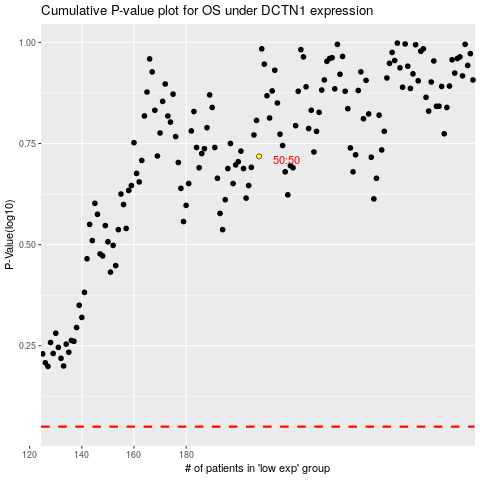 Cumulative P-value plot for OS under DCTN1 expression
P-Value(log10)
1.00
0.75
0.50
0.25
50:50
120 140 160 180
# of patients in 'low exp' group